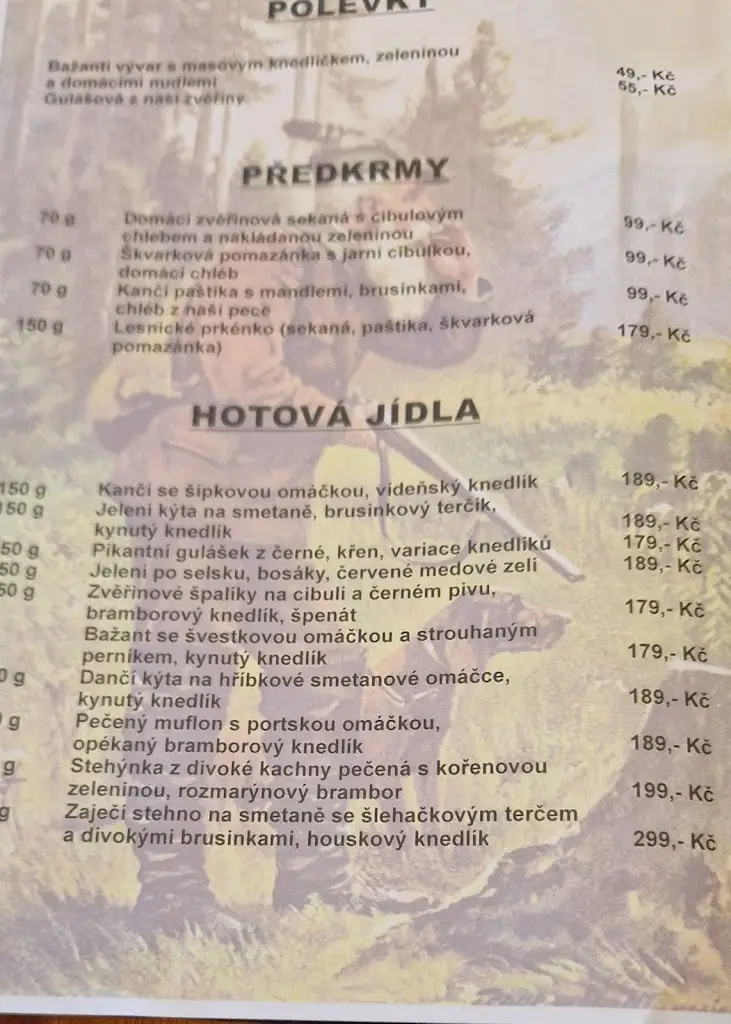 POLÉVKY
Bažantí vývar s masovým knedlíčkem, zeleninou
a domácími nudlemi 49,- Kč
Gulášová z naší zvěřiny 55,- Kč
PŘEDKRMY
70 g Domácí zvěřinová sekaná s cibulovým 99,- Kč
chlebem a nakládanou zeleninou
70 g Škvarková pomazánka s jarní cibulkou, 99,- Kč
domácí chléb
70 g Kančí paštika s mandlemi, brusinkami, 99,- Kč
chléb z naší pece
150 g Lesnické prkénko (sekaná, paštika, škvarková 179,- Kč
pomazánka)
HOTOVÁ JÍDLA
150 g Kančí se šípkovou omáčkou, vídeňský knedlík 189,- Kč
150 g Jelení kýta na smetaně, brusinkový terčík,
kynutý knedlík 189,- Kč
50 g Pikantní gulášek z černé, křen, variace knedlíků 179,- Kč
50 g Jelení po selsku, bosáky, červené medové zelí 189,- Kč
50 g Zvěřinové špalíky na cibuli a černém pivu,
bramborový knedlík, špenát 179,- Kč
Bažant se švestkovou omáčkou a strouhaným
perníkem, kynutý knedlík 179,- Kč
0 g Dančí kýta na hříbkové smetanové omáčce,
kynutý knedlík 189,- Kč
g Pečený muflon s portskou omáčkou,
opékaný bramborový knedlík 189,- Kč
g Stehýnka z divoké kachny pečená s kořenovou
zeleninou, rozmarýnový brambor 199,- Kč
g Zaječí stehno na smetaně se šlehačkovým terčem
a divokými brusinkami, houskový knedlík 299,- Kč